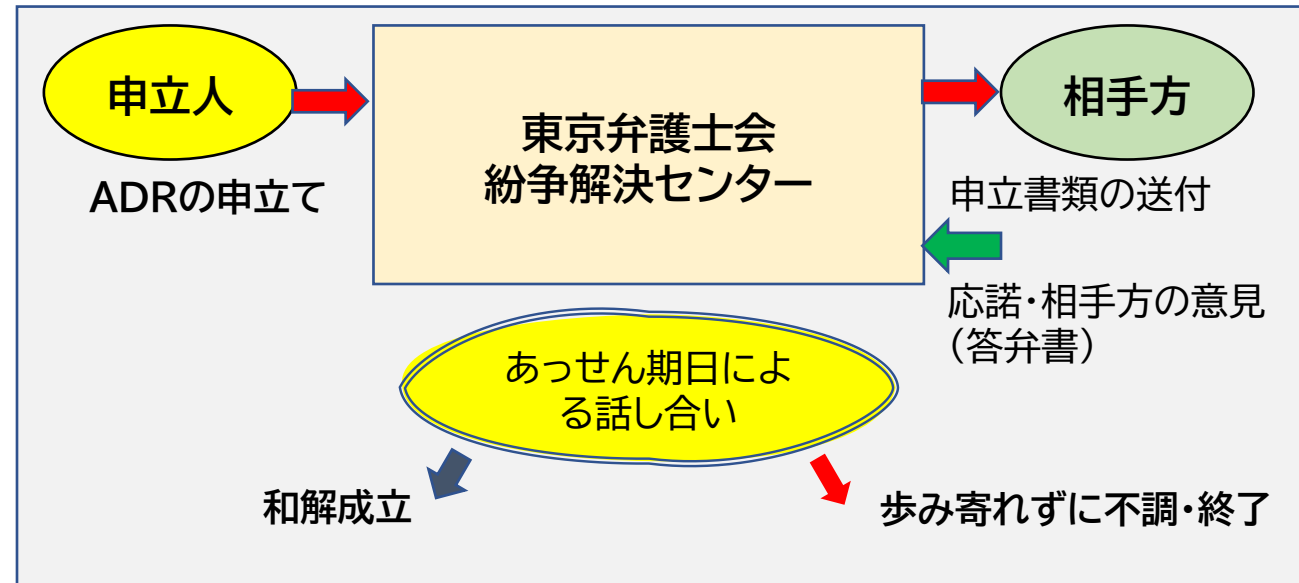 申立人
ADRの申立て
東京弁護士会
紛争解決センター
相手方
申立書類の送付
応諾・相手方の意見
（答弁書）
あっせん期日によ
る話し合い
和解成立
歩み寄れずに不調・終了